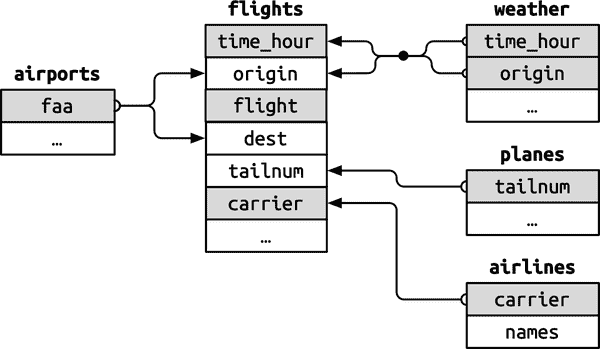 airports
faa
…
flights
time_hour
origin
flight
dest
tailnum
carrier
…
weather
time_hour
origin
…
planes
tailnum
…
airlines
carrier
names